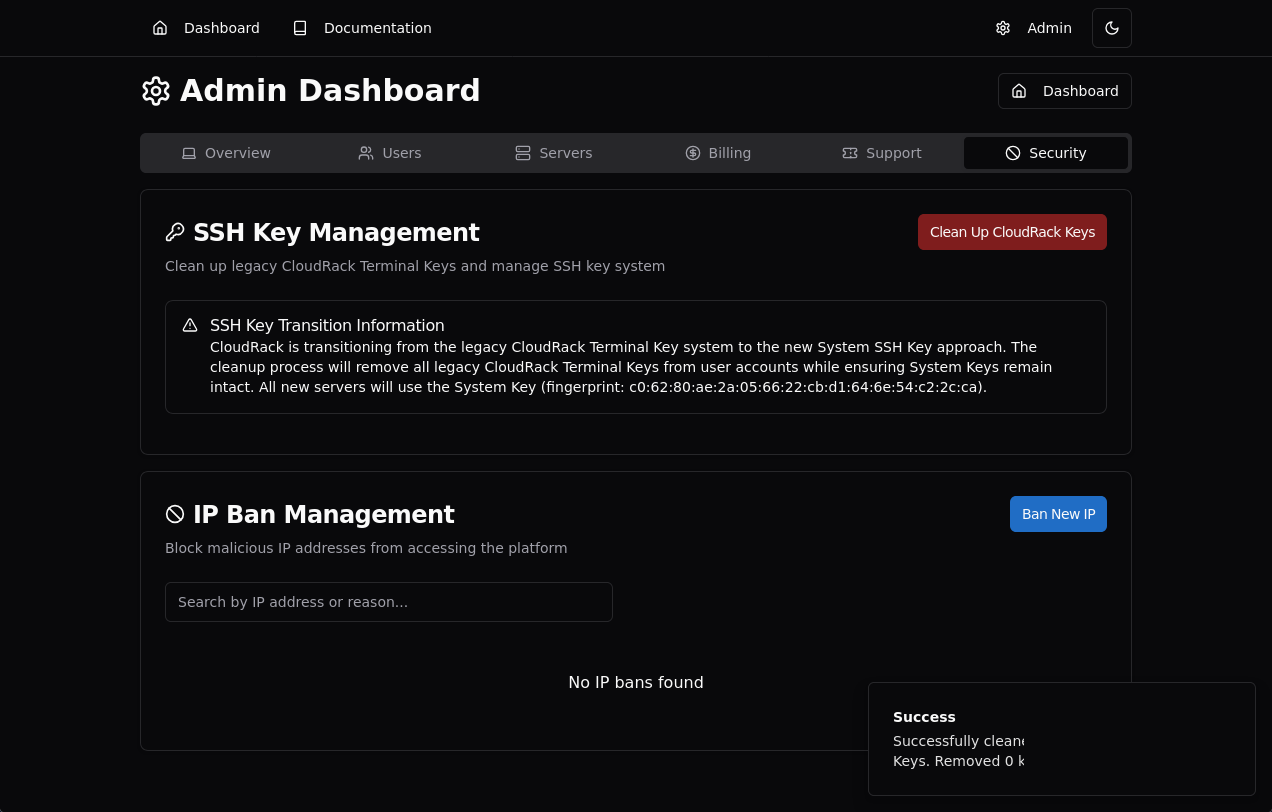 Dashboard Documentation Admin
Admin Dashboard Dashboard
Overview Users Servers Billing Support Security
SSH Key Management Clean Up CloudRack Keys
Clean up legacy CloudRack Terminal Keys and manage SSH key system
SSH Key Transition Information
CloudRack is transitioning from the legacy CloudRack Terminal Key system to the new System SSH Key approach. The
cleanup process will remove all legacy CloudRack Terminal Keys from user accounts while ensuring System Keys remain
intact. All new servers will use the System Key (fingerprint: c0:62:80:ae:2a:05:66:22:cb:d1:64:6e:54:c2:2c:ca).
IP Ban Management Ban New IP
Block malicious IP addresses from accessing the platform
Search by IP address or reason...
No IP bans found
Success
Successfully
Keys. Removed 0